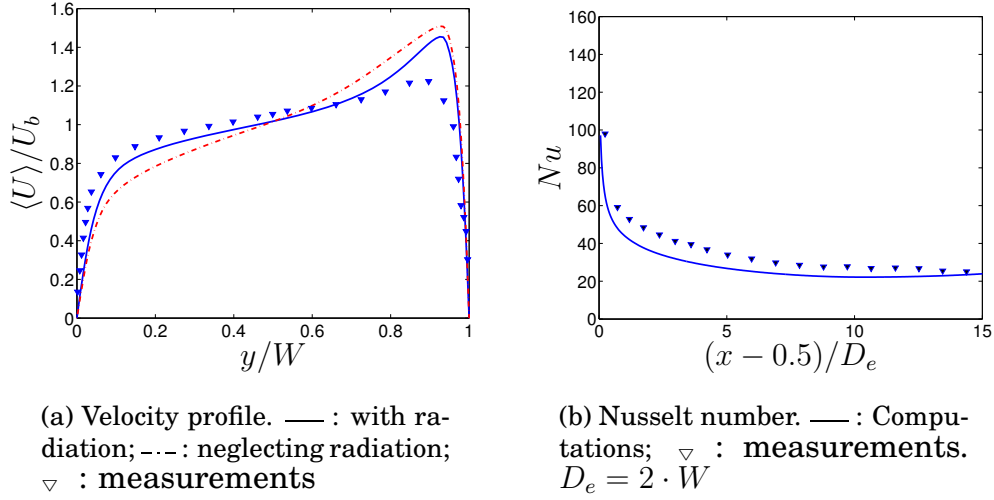 1.6
1.4
1.2
1
0.8
0.6
0.4
0.2
0
⟨U⟩/U_b
0 0.2 0.4 0.6 0.8 1
y/W
(a) Velocity profile. — : with ra-
diation; -·-: neglecting radiation;
▽ : measurements
160
140
120
100
80
60
40
20
0
Nu
0 5 10 15
(x − 0.5)/D_e
(b) Nusselt number. — : Compu-
tations; ▽ : measurements.
D_e = 2 · W